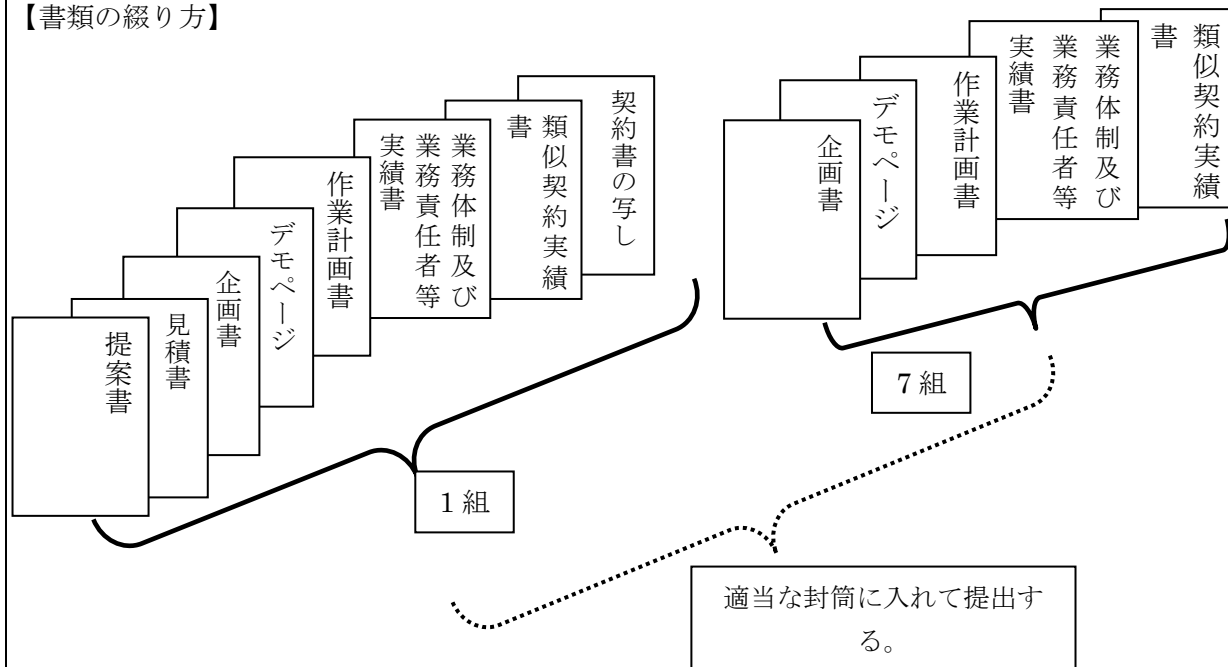 【書類の綴り方】
提案書
見積書
企画書
デモページ
作業計画書
業務体制及び
業務責任者等
実績書
類似契約実績
書
契約書の写し
1組
企画書
デモページ
作業計画書
業務体制及び
業務責任者等
実績書
類似契約実績
書
7組
適当な封筒に入れて提出す
る。